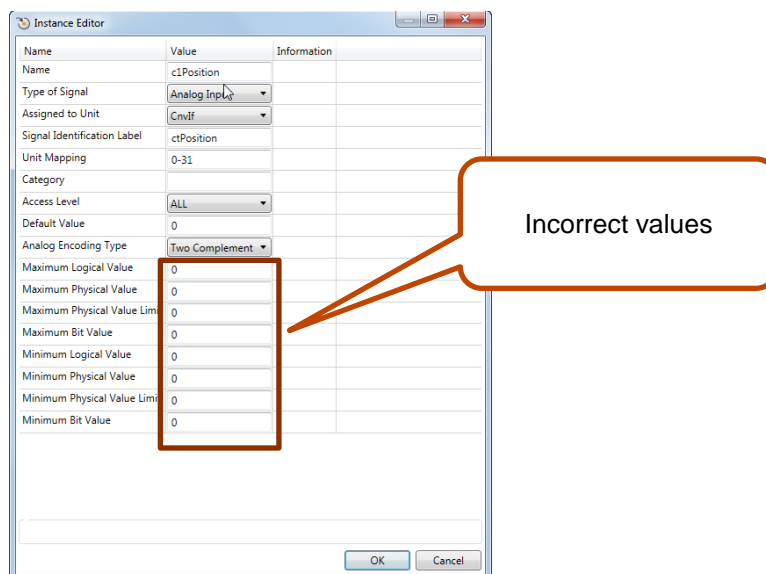 Instance Editor
Name Value Information
Name c1Position
Type of Signal Analog Input
Assigned to Unit CnvIf
Signal Identification Label ctPosition
Unit Mapping 0-31
Category
Access Level ALL
Default Value 0
Analog Encoding Type Two Complement
Maximum Logical Value 0
Maximum Physical Value 0
Maximum Physical Value Limi 0
Maximum Bit Value 0
Minimum Logical Value 0
Minimum Physical Value 0
Minimum Physical Value Limi 0
Minimum Bit Value 0
Incorrect values
OK Cancel